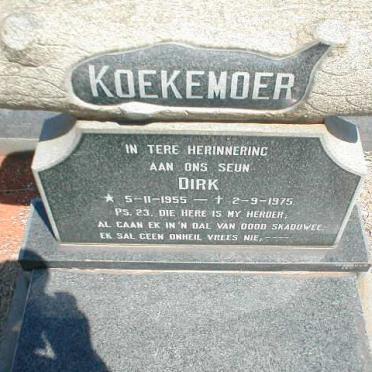 KOEKEMOER
IN TERE HERINNERING
AAN ONS SEUN
DIRK
★ 5-11-1955 — † 2-9-1975
PS. 23. DIE HERE IS MY HERDER,
AL GAAN EK IN'N DAL VAN DOOD SKADUWEE
EK SAL GEEN ONHEIL VREES NIE,----